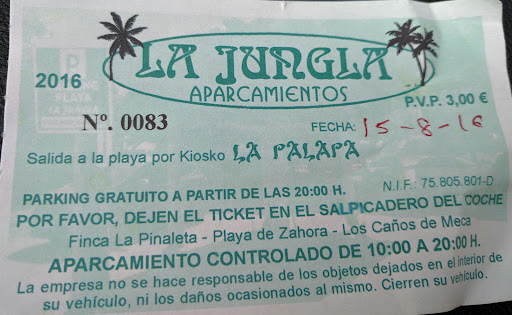 LA JUNGLA
2016
APARCAMIENTOS
P.V.P. 3,00 €
Nº. 0083
FECHA: 15-8-16
Salida a la playa por Kiosko LA PALAPA
PARKING GRATUITO A PARTIR DE LAS 20:00 H.
N.I.F.: 75.805.801-D
POR FAVOR, DEJEN EL TICKET EN EL SALPICADERO DEL COCHE
Finca La Pinaleta - Playa de Zahora - Los Caños de Meca
APARCAMIENTO CONTROLADO DE 10:00 A 20:00 H.
La empresa no se hace responsable de los objetos dejados en el interior de
su vehículo, ni los daños ocasionados al mismo. Cierren su vehículo.